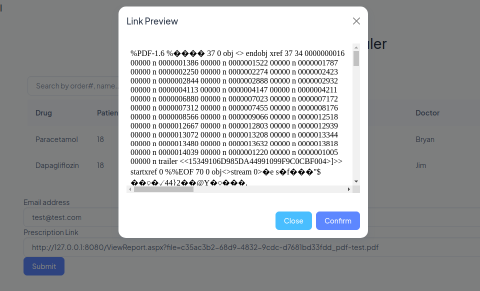 Link Preview
%PDF-1.6 %���� 37 0 obj <> endobj xref 37 34 0000000016
00000 n 0000001386 00000 n 0000001522 00000 n 0000001787
00000 n 0000002250 00000 n 0000002274 00000 n 0000002423
00000 n 0000002844 00000 n 0000002888 00000 n 0000002932
00000 n 0000004113 00000 n 0000004147 00000 n 0000004211
00000 n 0000006880 00000 n 0000007023 00000 n 0000007172
00000 n 0000007312 00000 n 0000007455 00000 n 0000008176
00000 n 0000008566 00000 n 0000009066 00000 n 0000012518
00000 n 0000012667 00000 n 0000012803 00000 n 0000012939
00000 n 0000013072 00000 n 0000013208 00000 n 0000013344
00000 n 0000013480 00000 n 0000013632 00000 n 0000013818
00000 n 0000014039 00000 n 0000001220 00000 n 0000001005
00000 n trailer <<15349106D985DA44991099F9C0CBF004>]>>
startxref 0 %%EOF 70 0 obj<>stream
Close
Confirm
Search by order#, name,
Drug
Doctor
Paracetamol
18
Bryan
Dapagliflozin
18
Jim
Email address
test@test.com
Prescription Link
http://127.0.0.1:8080/ViewReport.aspx?file=c35ac3b2-68d9-4832-9cdc-d7681bd33fdd_pdf-test.pdf
Submit